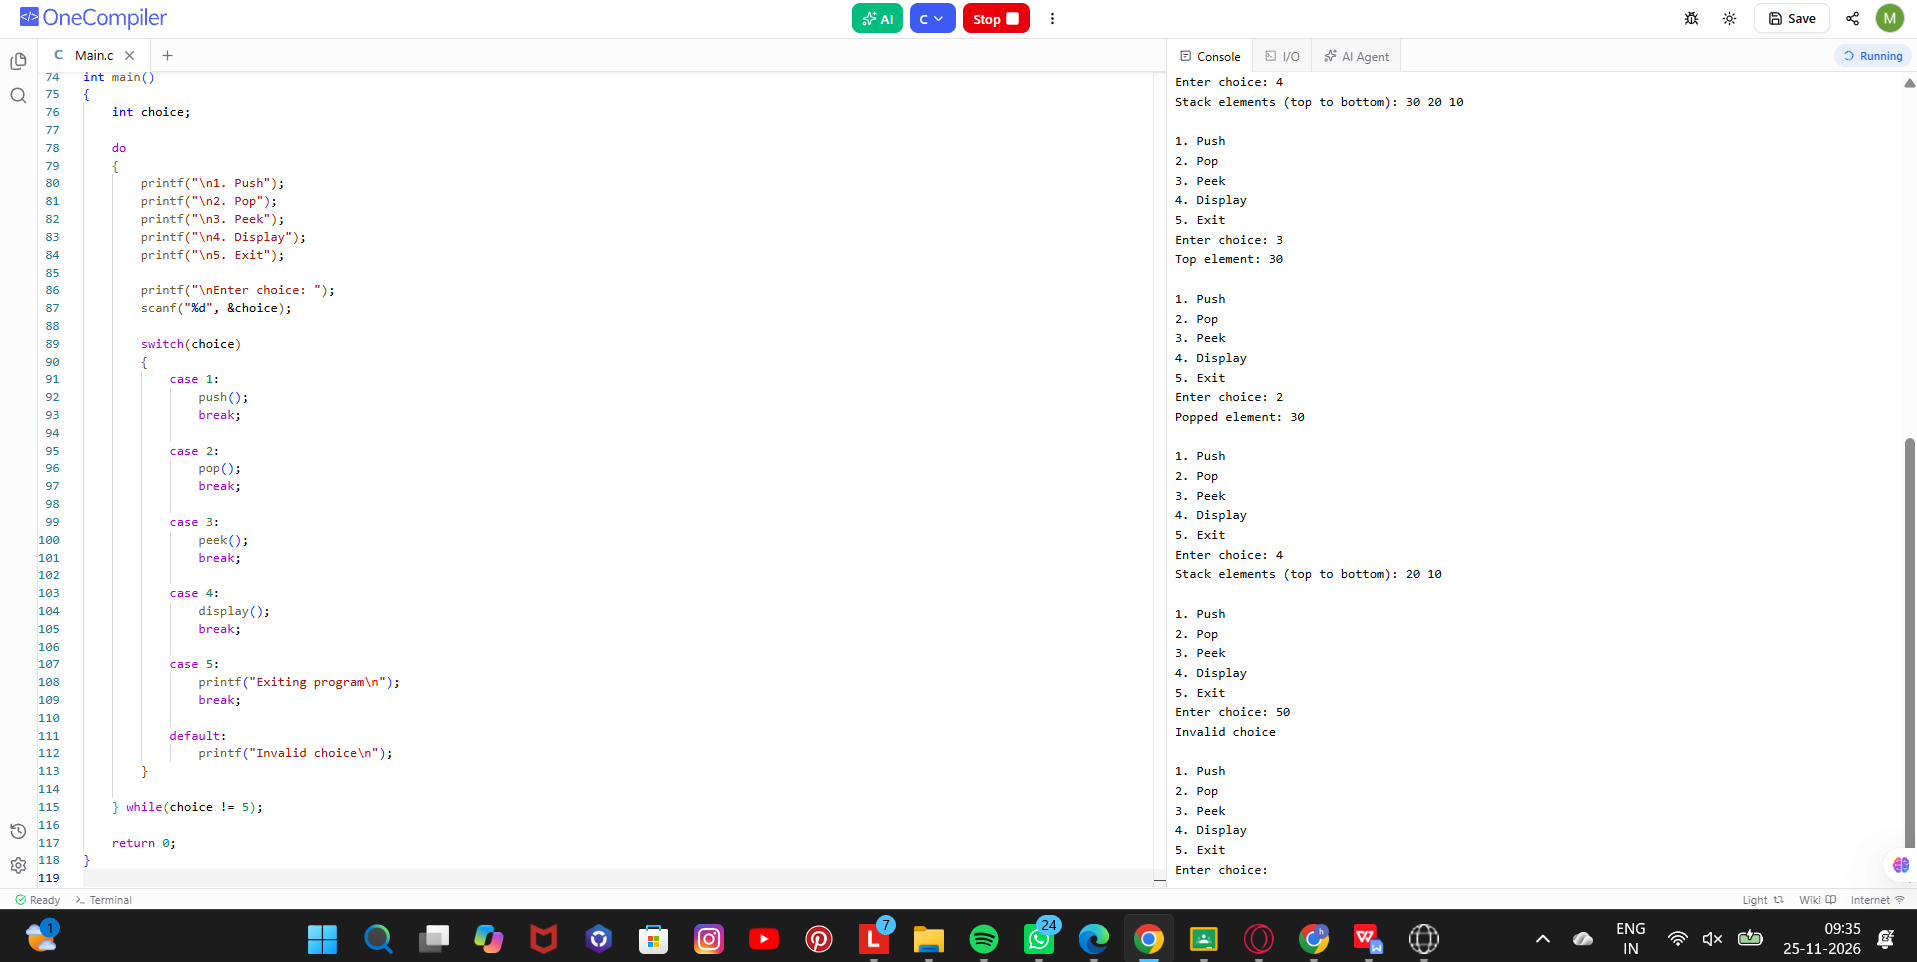 </> OneCompiler
AI
C
Stop
Save
M
C Main.c
Console
I/O
AI Agent
Running
74 int main()
75 {
76 int choice;
77
78 do
79 {
80 printf("\n1. Push");
81 printf("\n2. Pop");
82 printf("\n3. Peek");
83 printf("\n4. Display");
84 printf("\n5. Exit");
85
86 printf("\nEnter choice: ");
87 scanf("%d", &choice);
88
89 switch(choice)
90 {
91 case 1:
92 push();
93 break;
94
95 case 2:
96 pop();
97 break;
98
99 case 3:
100 peek();
101 break;
102
103 case 4:
104 display();
105 break;
106
107 case 5:
108 printf("Exiting program\n");
109 break;
110
111 default:
112 printf("Invalid choice\n");
113 }
114
115 } while(choice != 5);
116
117 return 0;
118 }
119
Enter choice: 4
Stack elements (top to bottom): 30 20 10
1. Push
2. Pop
3. Peek
4. Display
5. Exit
Enter choice: 3
Top element: 30
1. Push
2. Pop
3. Peek
4. Display
5. Exit
Enter choice: 2
Popped element: 30
1. Push
2. Pop
3. Peek
4. Display
5. Exit
Enter choice: 4
Stack elements (top to bottom): 20 10
1. Push
2. Pop
3. Peek
4. Display
5. Exit
Enter choice: 50
Invalid choice
1. Push
2. Pop
3. Peek
4. Display
5. Exit
Enter choice:
Ready
Terminal
Light
Wiki
Internet
1
L
7
24
h
W
W
ENG
IN
09:35
25-11-2026